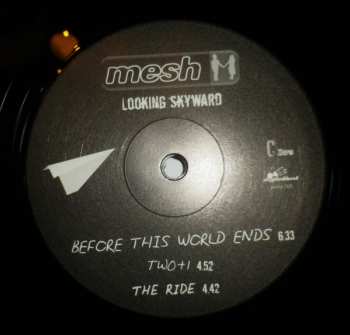 mesh
LOOKING SKYWARD
BEFORE THIS WORLD ENDS 6.33
TWO+1 4.52
THE RIDE 4.42